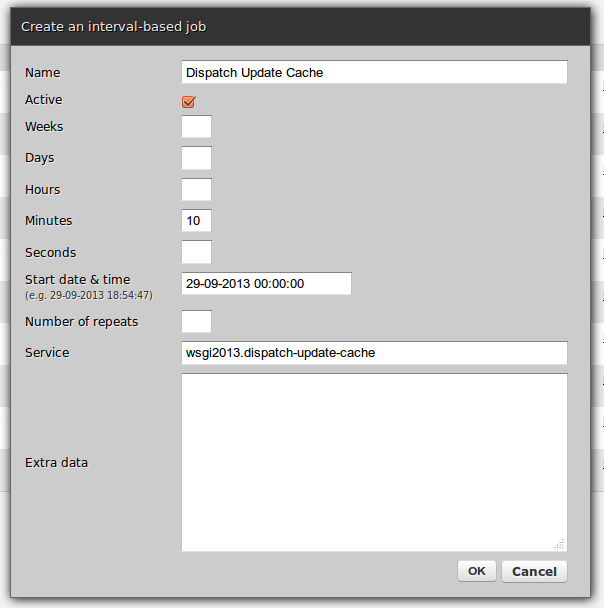 Create an interval-based job
Name Dispatch Update Cache
Active
Weeks
Days
Hours
Minutes 10
Seconds
Start date & time 29-09-2013 00:00:00
(e.g. 29-09-2013 18:54:47)
Number of repeats
Service wsgi2013.dispatch-update-cache
Extra data
OK Cancel